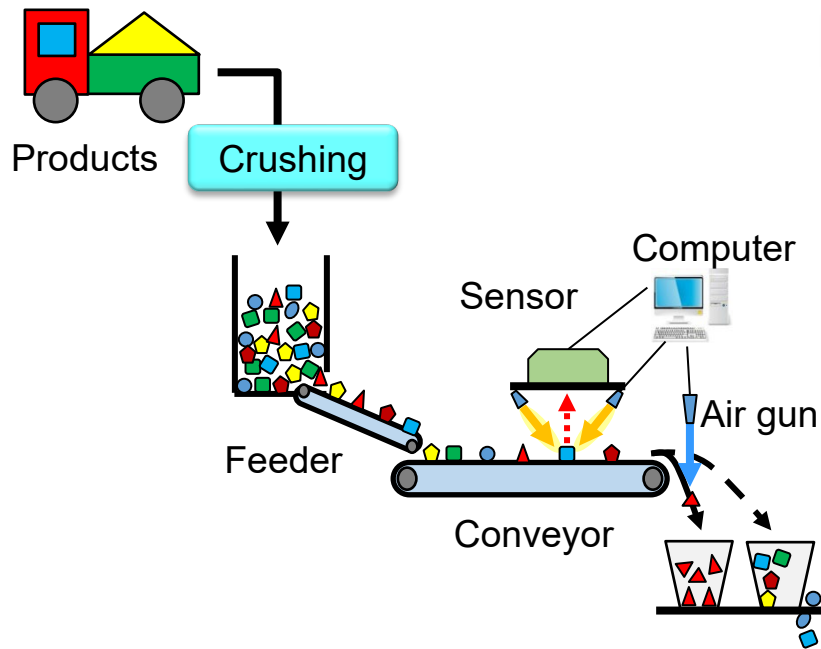 Products
Crushing
Computer
Sensor
Air gun
Feeder
Conveyor